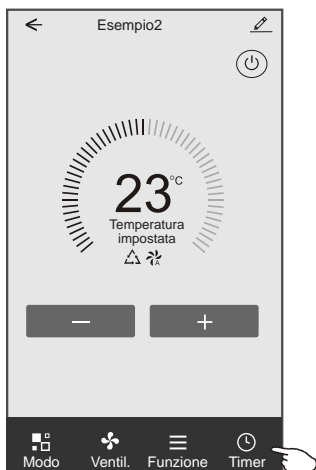 Esempio2
23°C
Temperatura
impostata
A
Modo Ventil. Funzione Timer